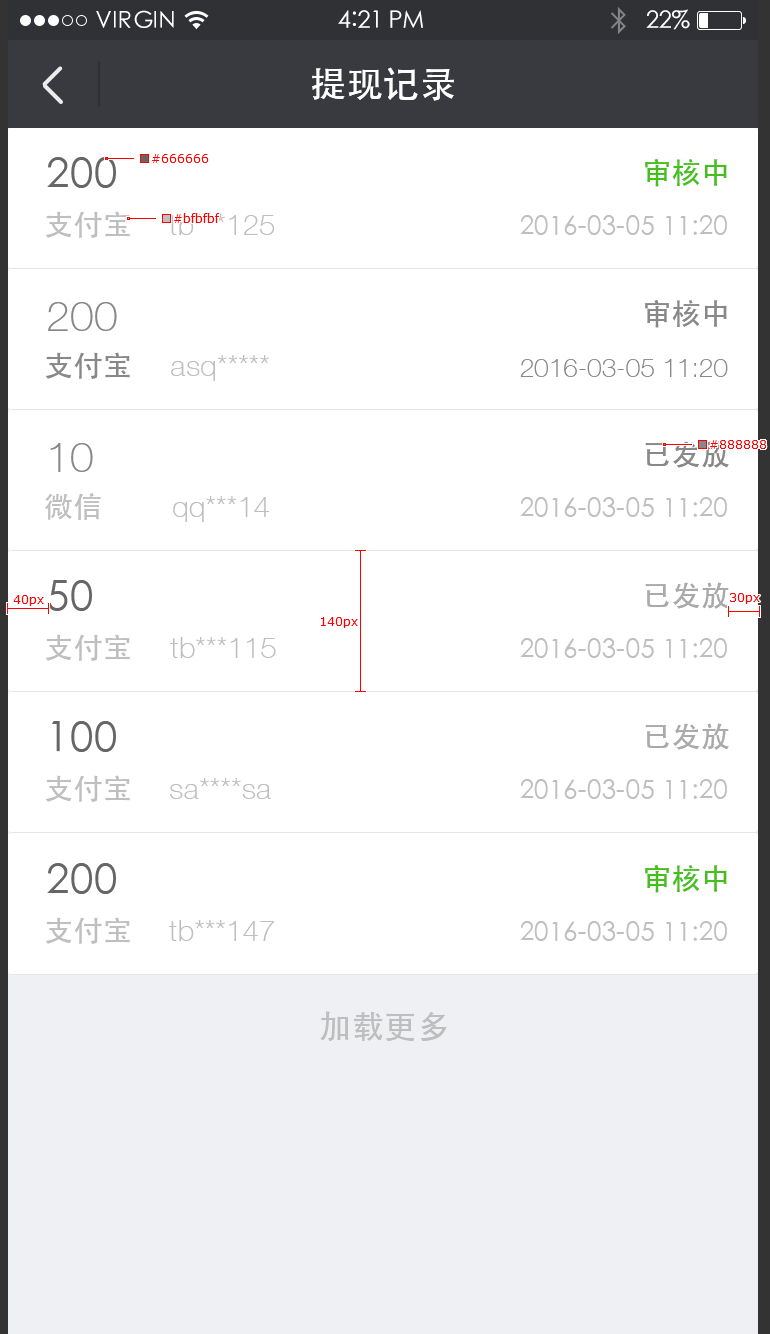 VIRGIN 4:21 PM 22%
提现记录
200 #666666 审核中
支付宝 #bfbfbf tb***125 2016-03-05 11:20
200 审核中
支付宝 asq***** 2016-03-05 11:20
10 已发放 #888888
微信 qq***14 2016-03-05 11:20
40px 50 已发放 30px
140px
支付宝 tb***115 2016-03-05 11:20
100 已发放
支付宝 sa****sa 2016-03-05 11:20
200 审核中
支付宝 tb***147 2016-03-05 11:20
加载更多